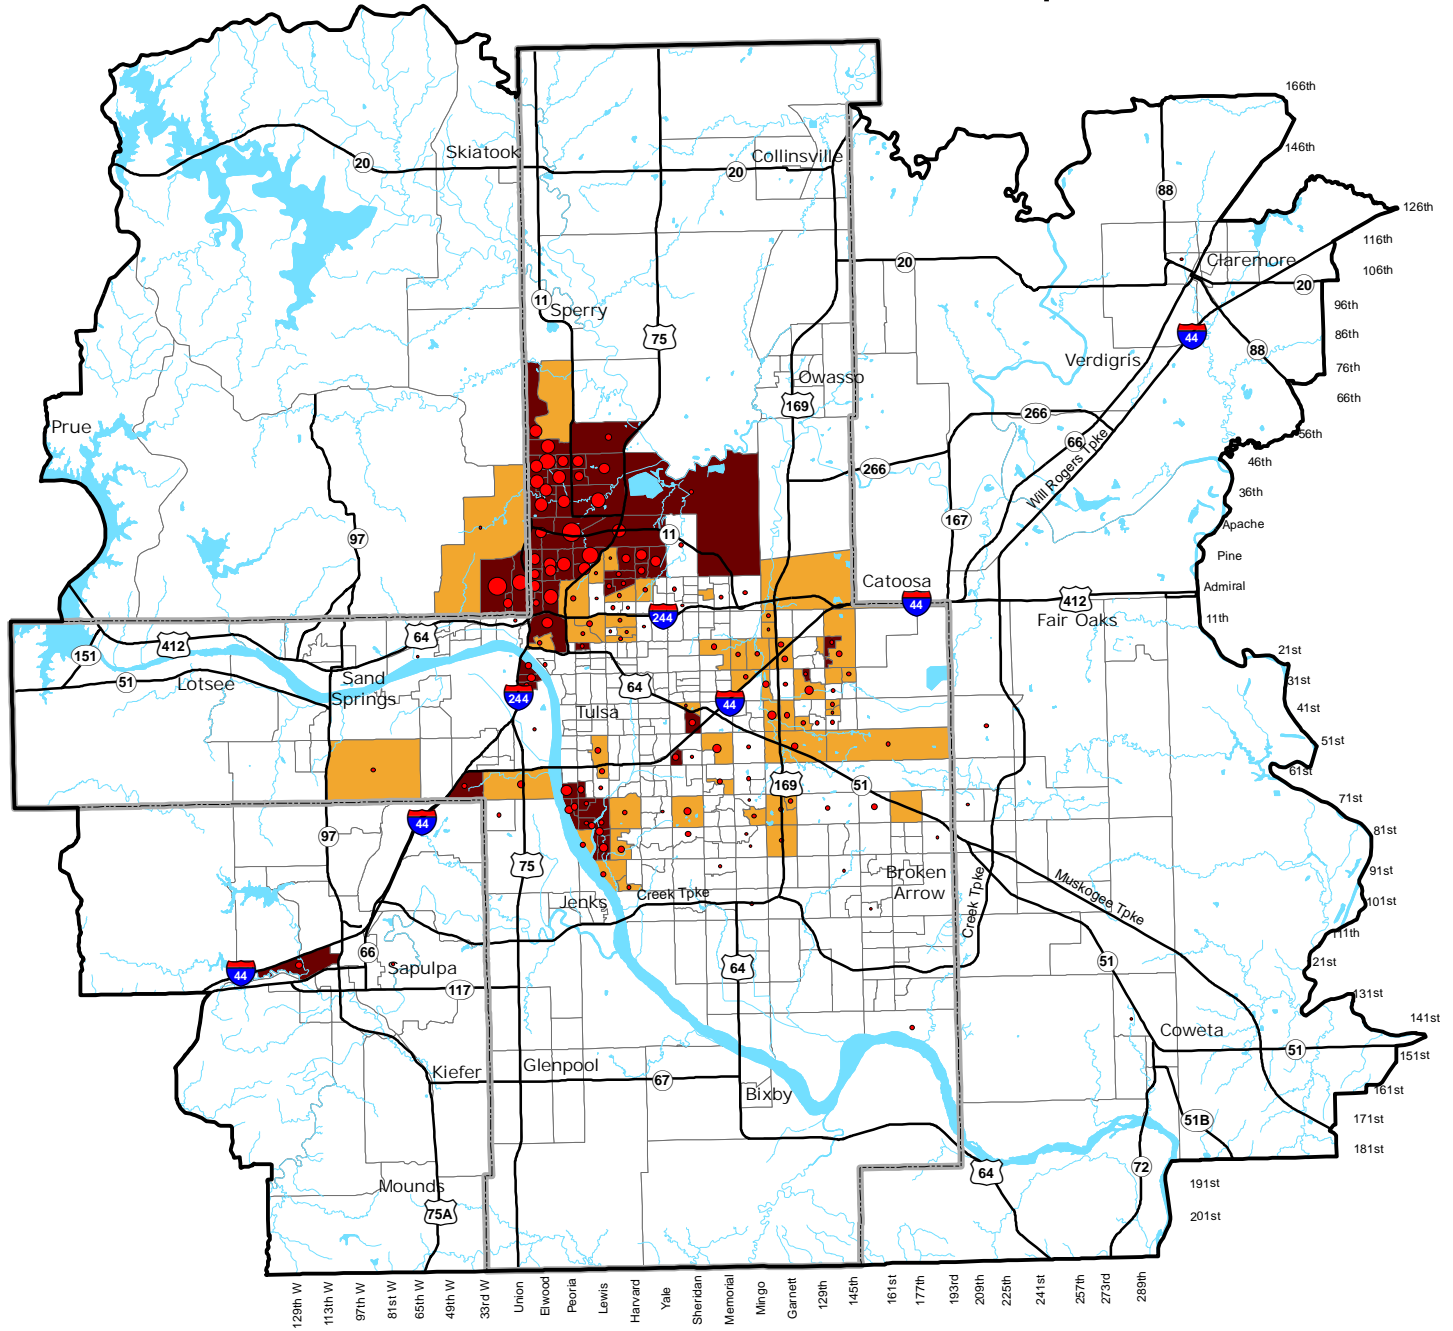 166th
146th
126th
116th
106th
96th
86th
76th
66th
56th
46th
36th
Apache
Pine
Admiral
11th
21st
31st
41st
51st
61st
71st
81st
91st
101st
11th
21st
131st
141st
151st
161st
171st
181st
191st
201st
Skiatook
20
Collinsville
20
88
20
Claremore
20
11
Sperry
75
44
88
Verdigris
Owasso
169
Prue
266
66
Will Rogers Tpke
266
167
97
11
Catoosa
44
412
Fair Oaks
244
64
412
151
51
Lotsee
Sand
Springs
244
64
Tulsa
44
169
51
44
97
75
Broken
Arrow
Jenks
Creek Tpke
Creek Tpke
Muskogee Tpke
66
44
Sapulpa
117
64
51
Coweta
51
Kiefer
Glenpool
67
Bixby
51B
72
64
Mounds
75A
129th W
113th W
97th W
81st W
65th W
49th W
33rd W
Union
Elwood
Peoria
Lewis
Harvard
Yale
Sheridan
Memorial
Mingo
Garnett
129th
145th
161st
177th
193rd
209th
225th
241st
257th
273rd
289th